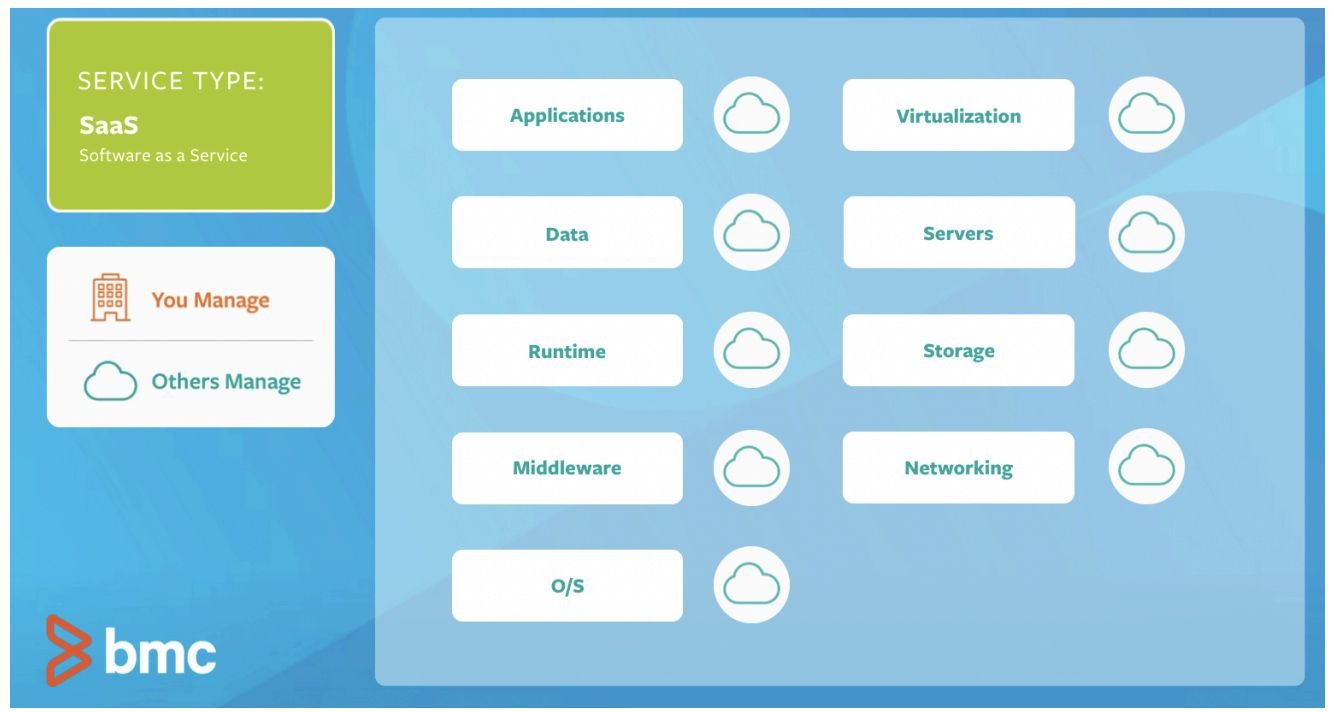 SERVICE TYPE:
SaaS
Software as a Service
You Manage
Others Manage
bmc
Applications
Virtualization
Data
Servers
Runtime
Storage
Middleware
Networking
O/S